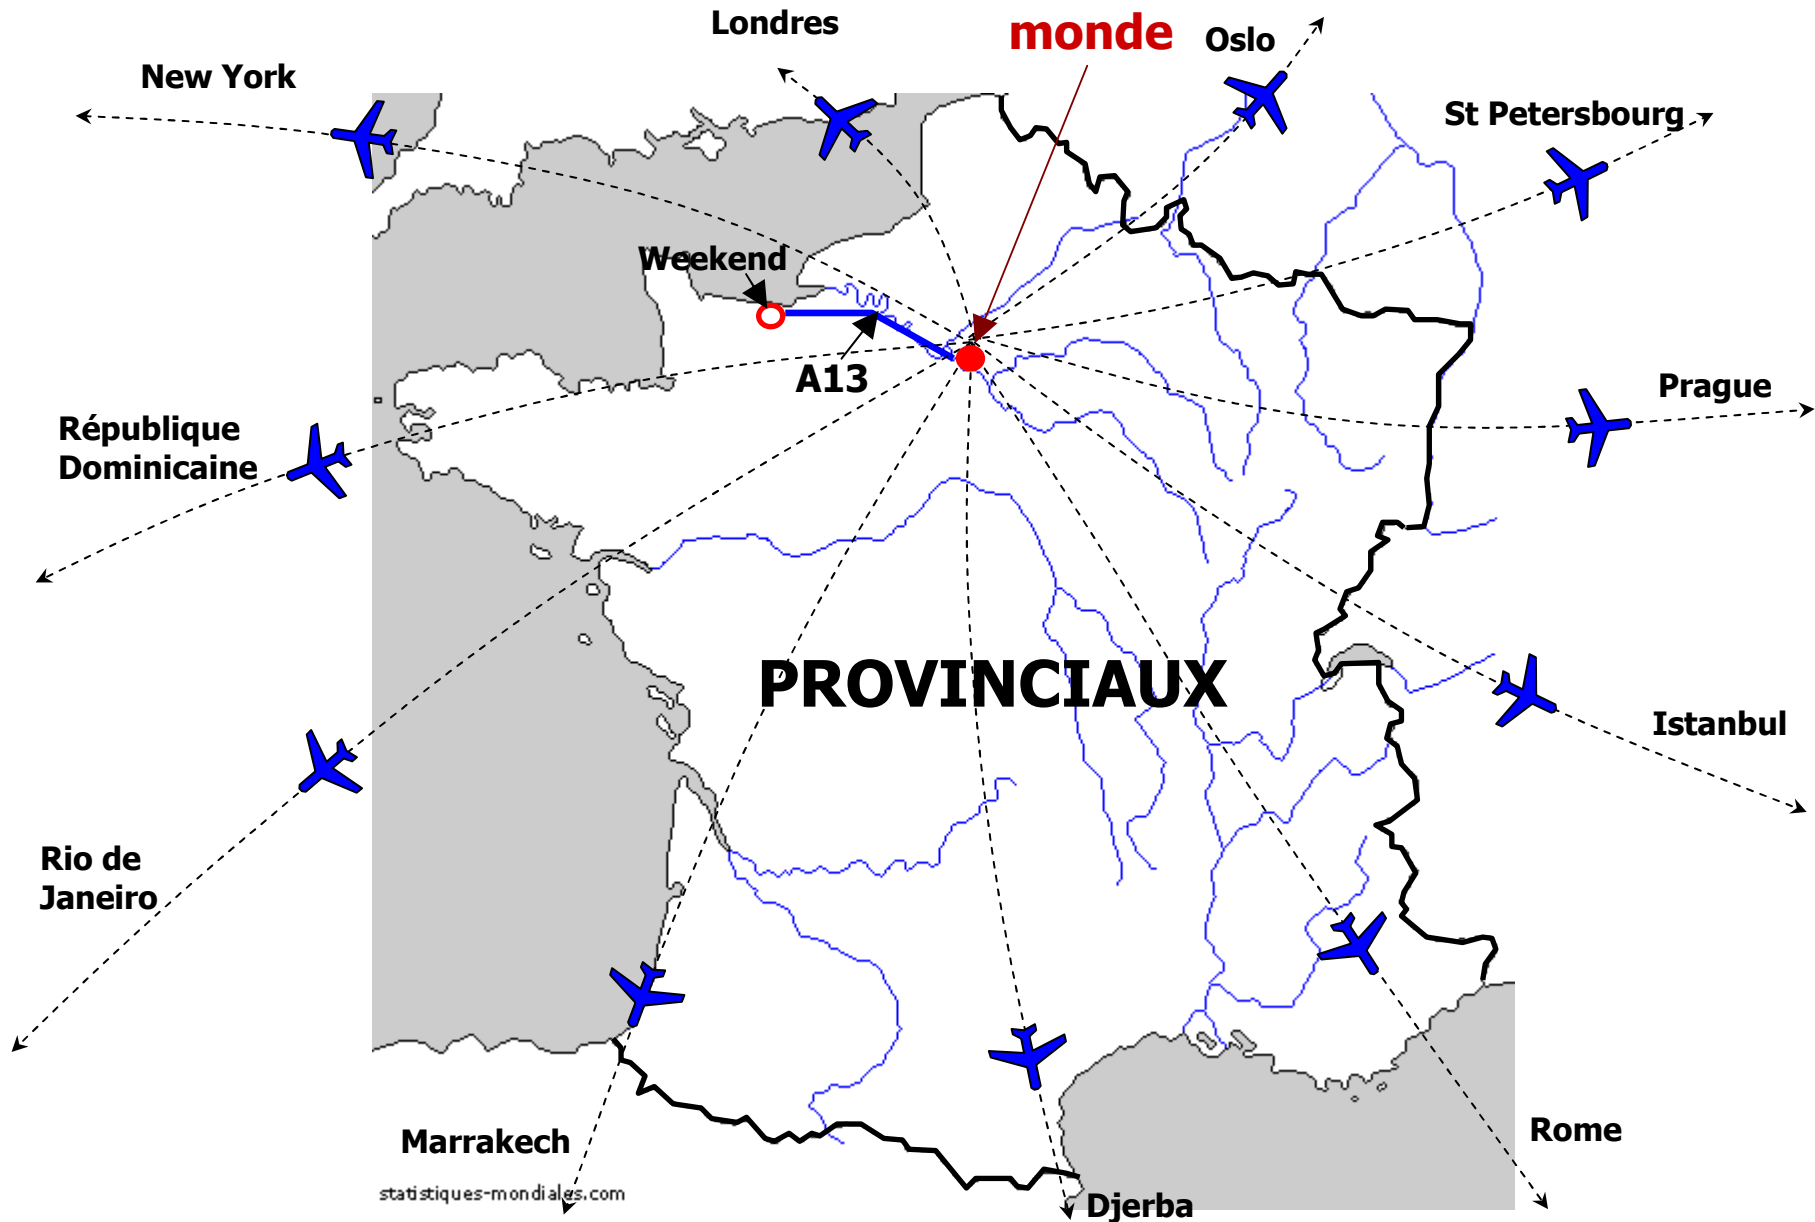 Londres
monde
Oslo
New York
St Petersbourg
Weekend
A13
Prague
République
Dominicaine
PROVINCIAUX
Istanbul
Rio de
Janeiro
Marrakech
Rome
statistiques-mondiales.com
Djerba